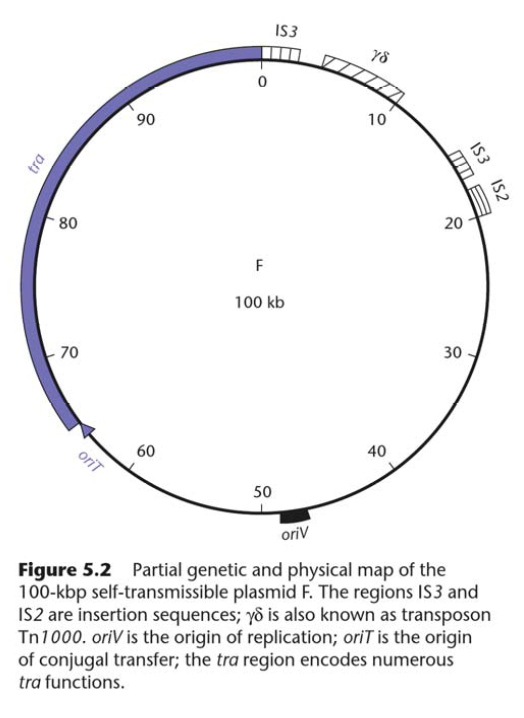 IS3
γδ
0
90
10
IS3
tra
IS2
80
20
F
100 kb
70
30
60
40
oriT
50
oriV
Figure 5.2 Partial genetic and physical map of the
100-kbp self-transmissible plasmid F. The regions IS3 and
IS2 are insertion sequences; γδ is also known as transposon
Tn1000. oriV is the origin of replication; oriT is the origin
of conjugal transfer; the tra region encodes numerous
tra functions.